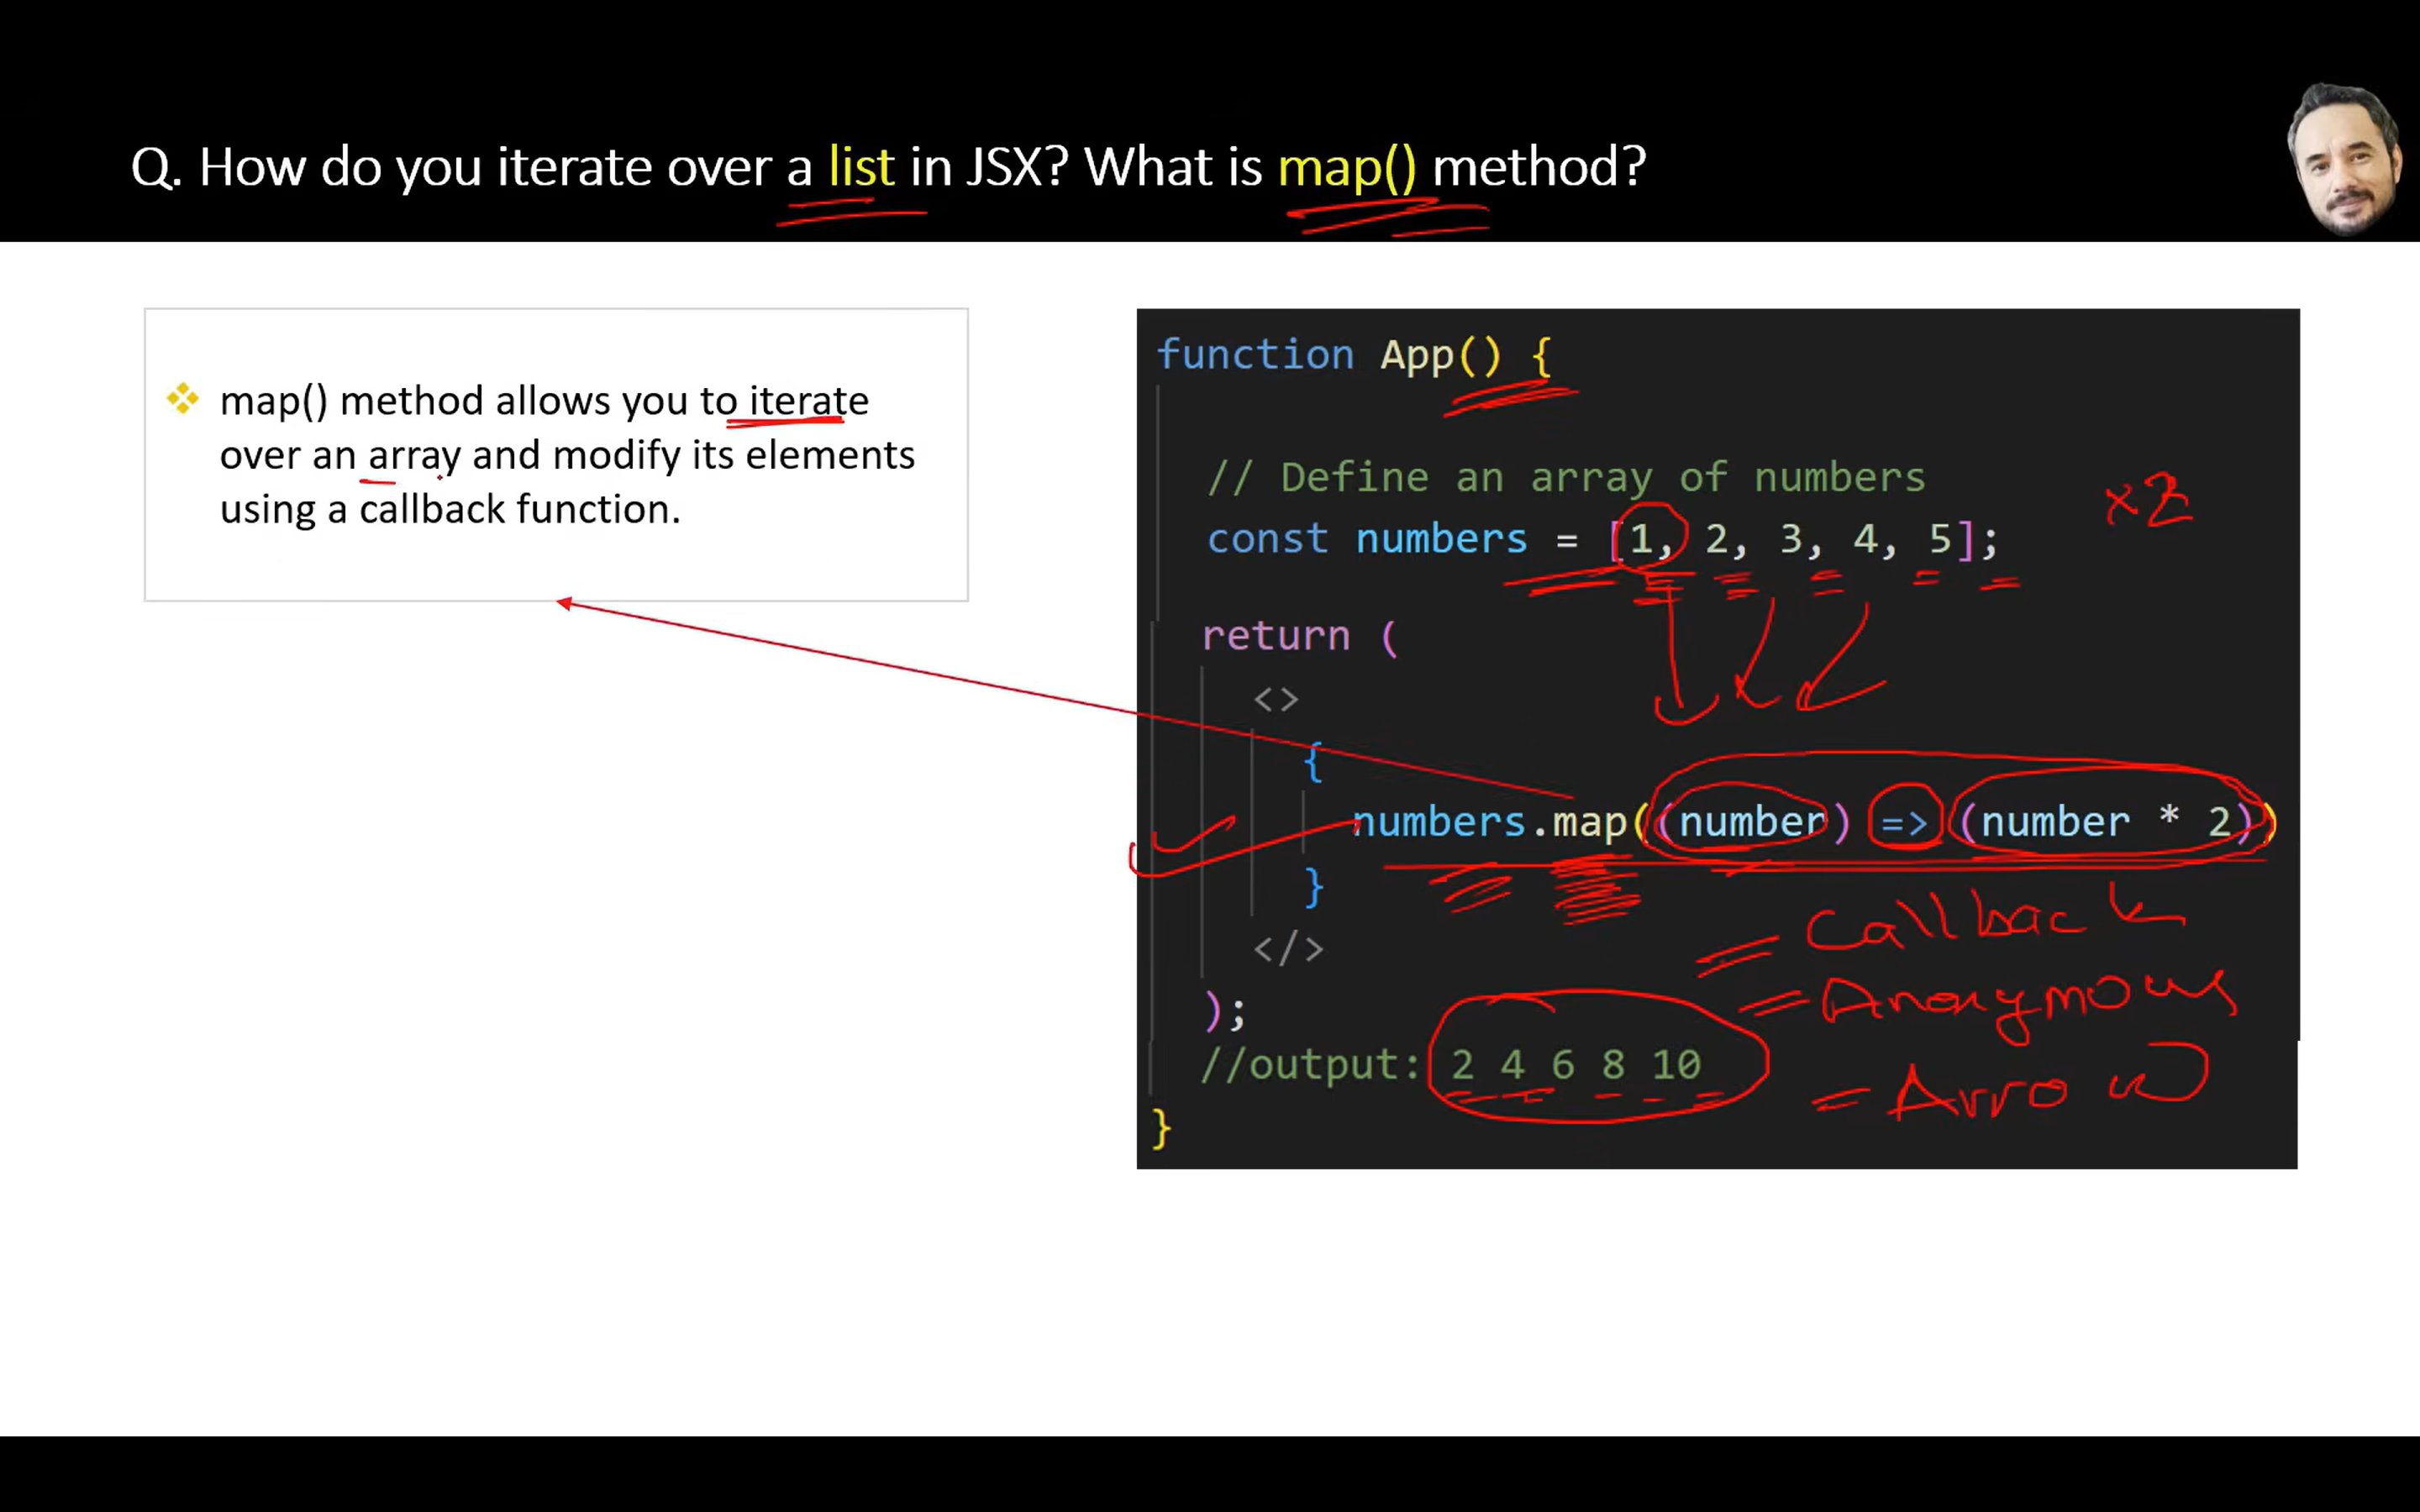 Q. How do you iterate over a list in JSX? What is map() method?
map() method allows you to iterate
over an array and modify its elements
using a callback function.
function App() {
// Define an array of numbers
const numbers = [1, 2, 3, 4, 5];
×2
return (
<>
{
numbers.map((number) => (number * 2))
}
</>
);
//output: 2 4 6 8 10
}
Callback
Anonymous
Arrow